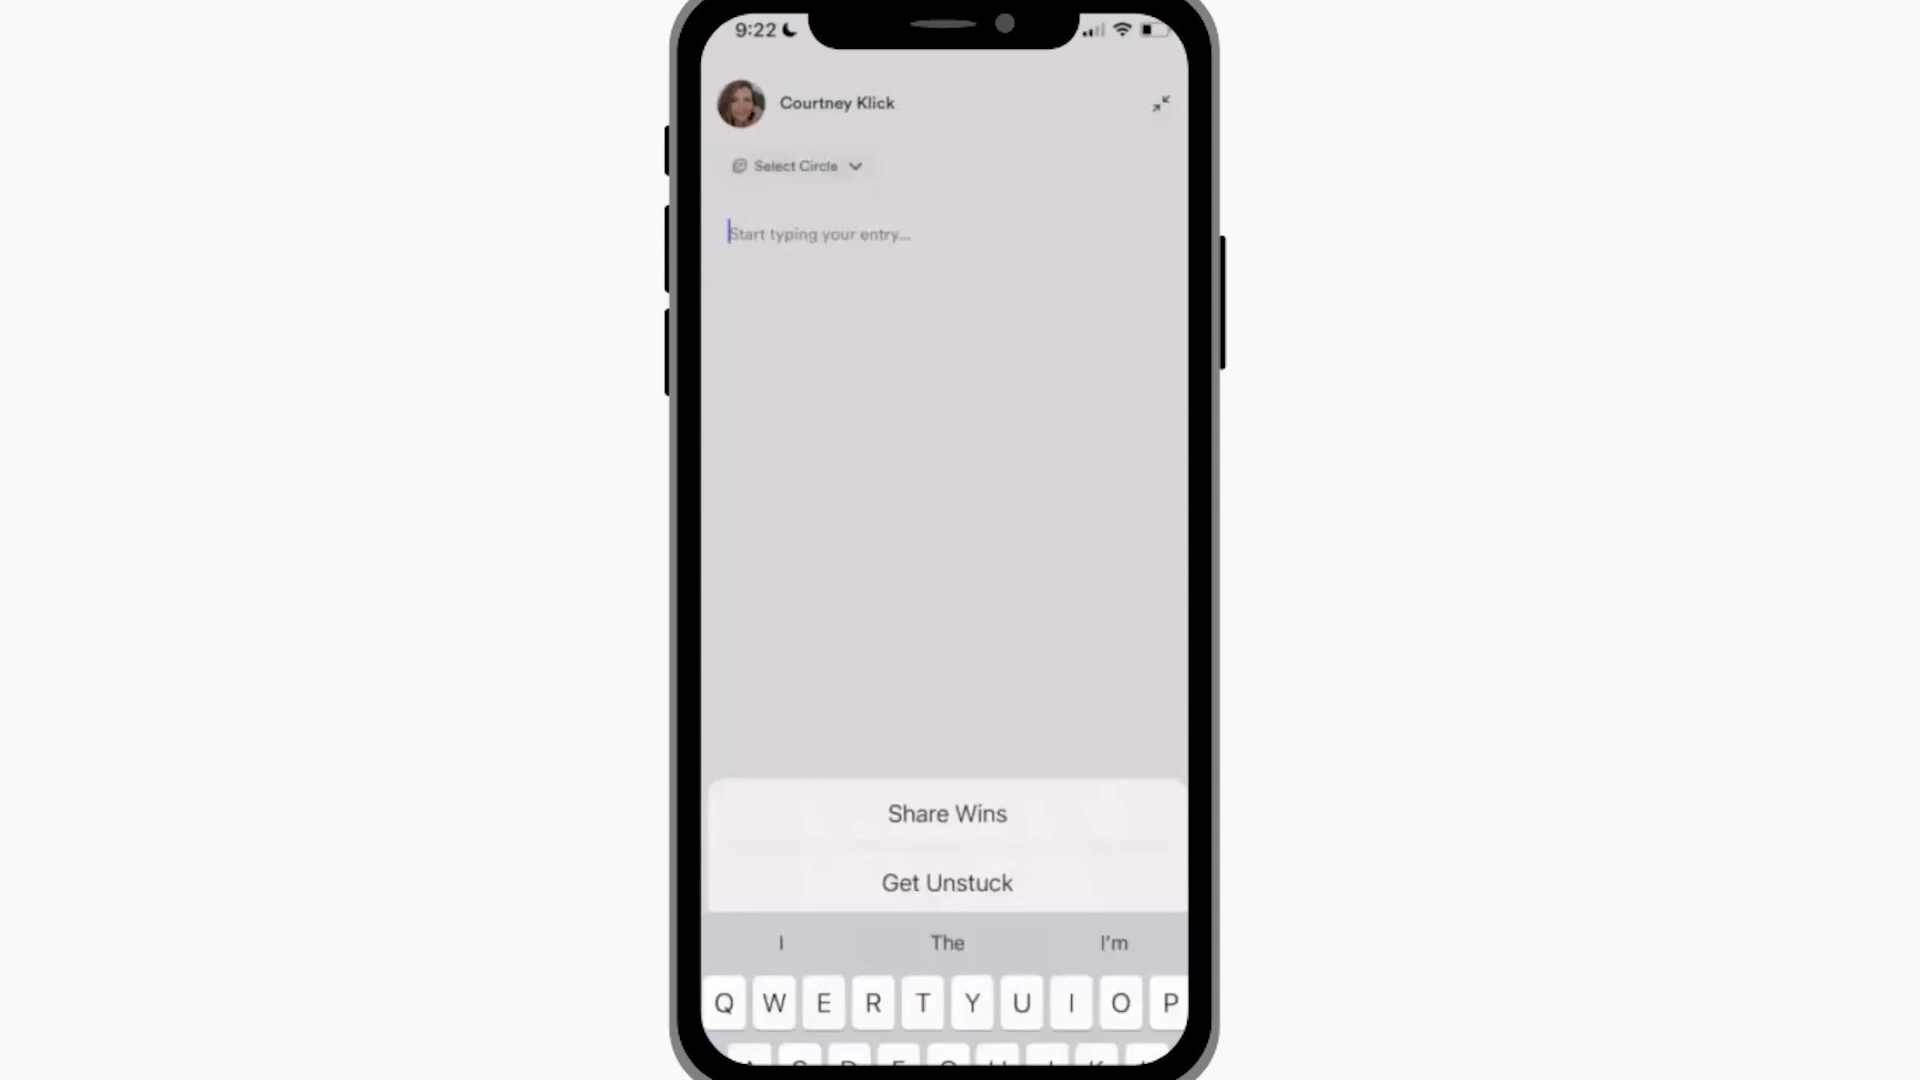 9:22
Courtney Klick
Select Circle
Start typing your entry...
Share Wins
Get Unstuck
I The I'm
Q W E R T Y U I O P